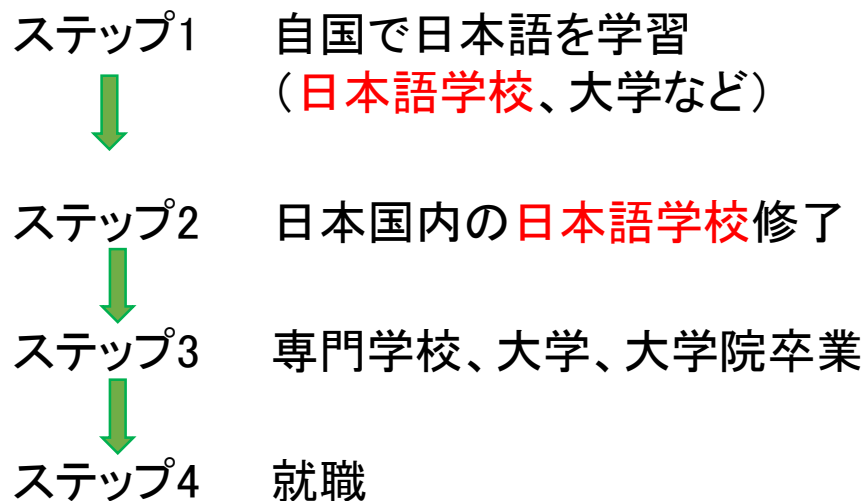 ステップ1 自国で日本語を学習
（日本語学校、大学など）
ステップ2 日本国内の日本語学校修了
ステップ3 専門学校、大学、大学院卒業
ステップ4 就職